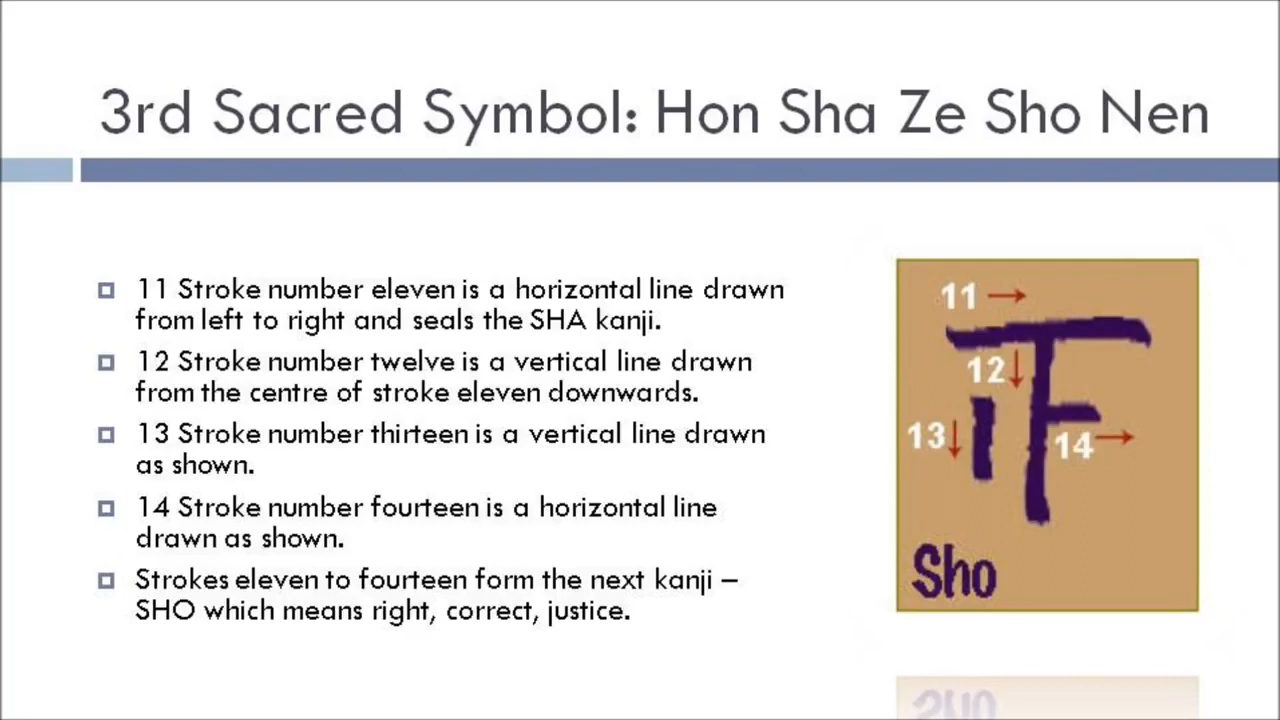 3rd Sacred Symbol: Hon Sha Ze Sho Nen
11 Stroke number eleven is a horizontal line drawn
from left to right and seals the SHA kanji.
12 Stroke number twelve is a vertical line drawn
from the centre of stroke eleven downwards.
13 Stroke number thirteen is a vertical line drawn
as shown.
14 Stroke number fourteen is a horizontal line
drawn as shown.
Strokes eleven to fourteen form the next kanji –
SHO which means right, correct, justice.
11
12
13
14
Sho